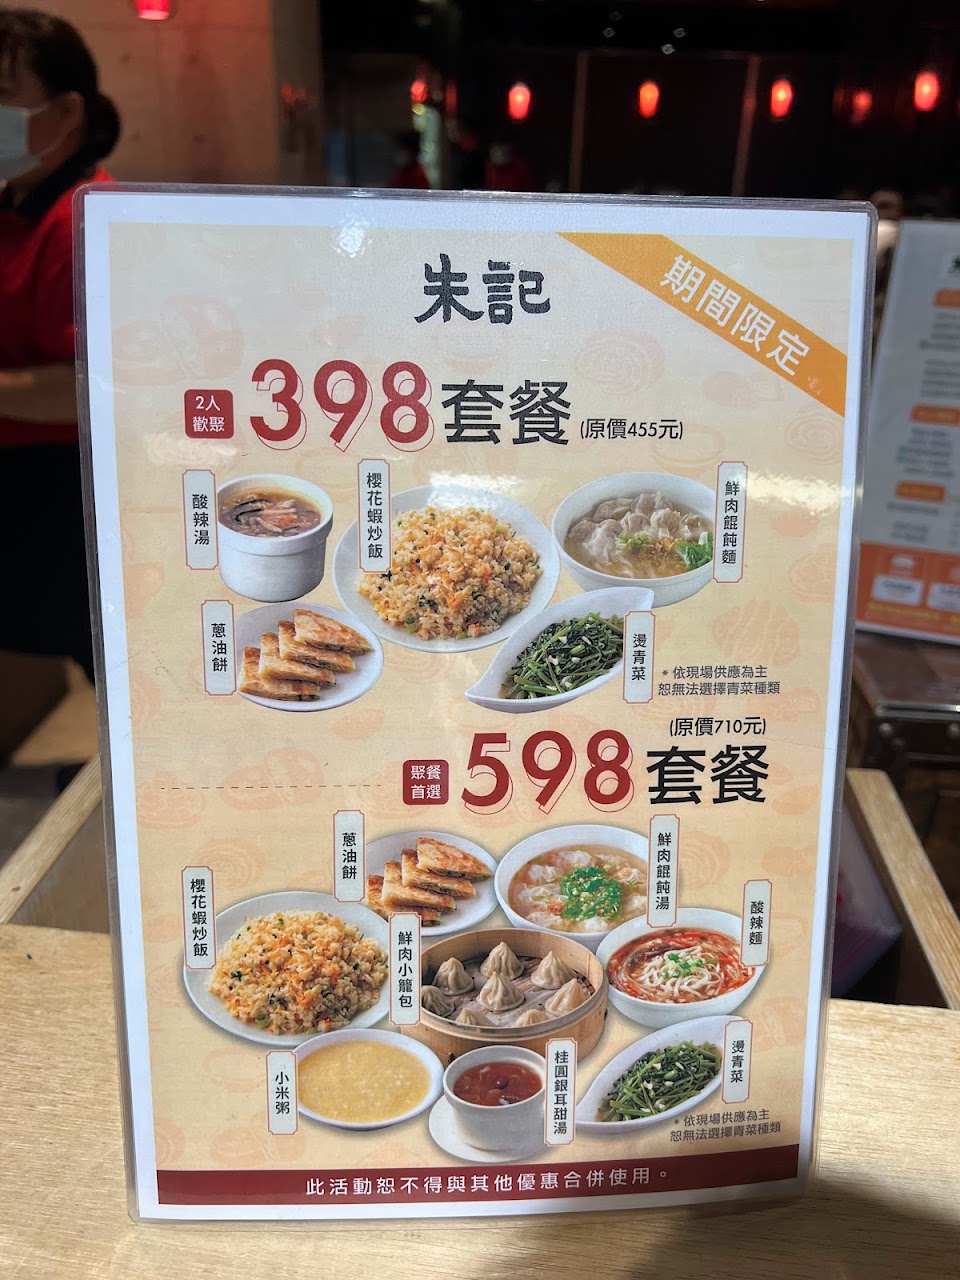 朱記
期間限定
2人
歡聚
398套餐(原價455元)
酸辣湯
櫻花蝦炒飯
鮮肉餛飩麵
蔥油餅
燙青菜
* 依現場供應為主
恕無法選擇青菜種類
(原價710元)
聚餐
首選
598套餐
蔥油餅
鮮肉餛飩湯
櫻花蝦炒飯
鮮肉小籠包
酸辣麵
小米粥
桂圓銀耳甜湯
燙青菜
* 依現場供應為主
恕無法選擇青菜種類
此活動恕不得與其他優惠合併使用。